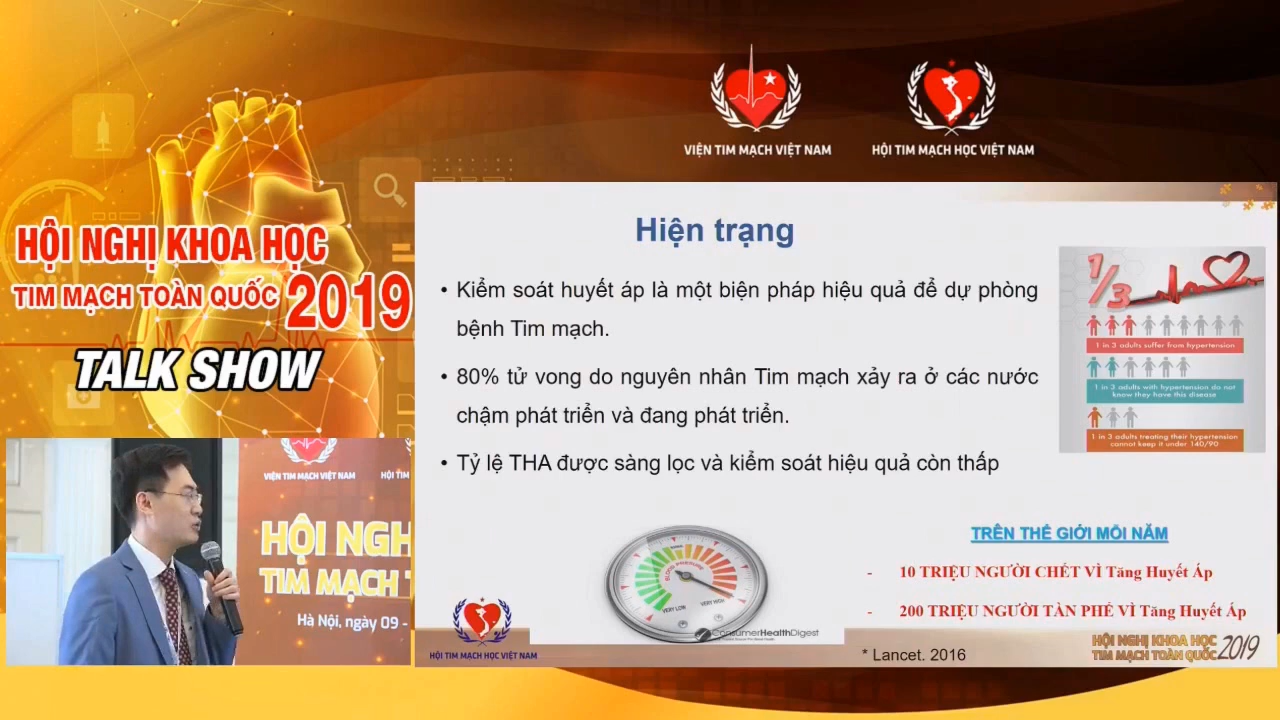 VIỆN TIM MẠCH VIỆT NAM
HỘI TIM MẠCH HỌC VIỆT NAM
HỘI NGHỊ KHOA HỌC
TIM MẠCH TOÀN QUỐC 2019
TALK SHOW
Hiện trạng
• Kiểm soát huyết áp là một biện pháp hiệu quả để dự phòng
bệnh Tim mạch.
• 80% tử vong do nguyên nhân Tim mạch xảy ra ở các nước
chậm phát triển và đang phát triển.
• Tỷ lệ THA được sàng lọc và kiểm soát hiệu quả còn thấp
1/3
1 in 3 adults suffer from hypertension
1 in 3 adults with hypertension do not
know they have this disease
1 in 3 adults treating their hypertension
cannot keep it under 140/90
BLOOD PRESSURE
VERY LOW
VERY HIGH
ConsumerHealthDigest
TRÊN THẾ GIỚI MỖI NĂM
- 10 TRIỆU NGƯỜI CHẾT VÌ Tăng Huyết Áp
- 200 TRIỆU NGƯỜI TÀN PHẾ VÌ Tăng Huyết Áp
* Lancet. 2016
HỘI TIM MẠCH HỌC VIỆT NAM
HỘI NGHỊ KHOA HỌC
TIM MẠCH TOÀN QUỐC 2019
VIỆN TIM MẠCH VIỆT NAM
HỘI TI
HỘI NGH
TIM MẠCH T
Hà Nội, ngày 09 -